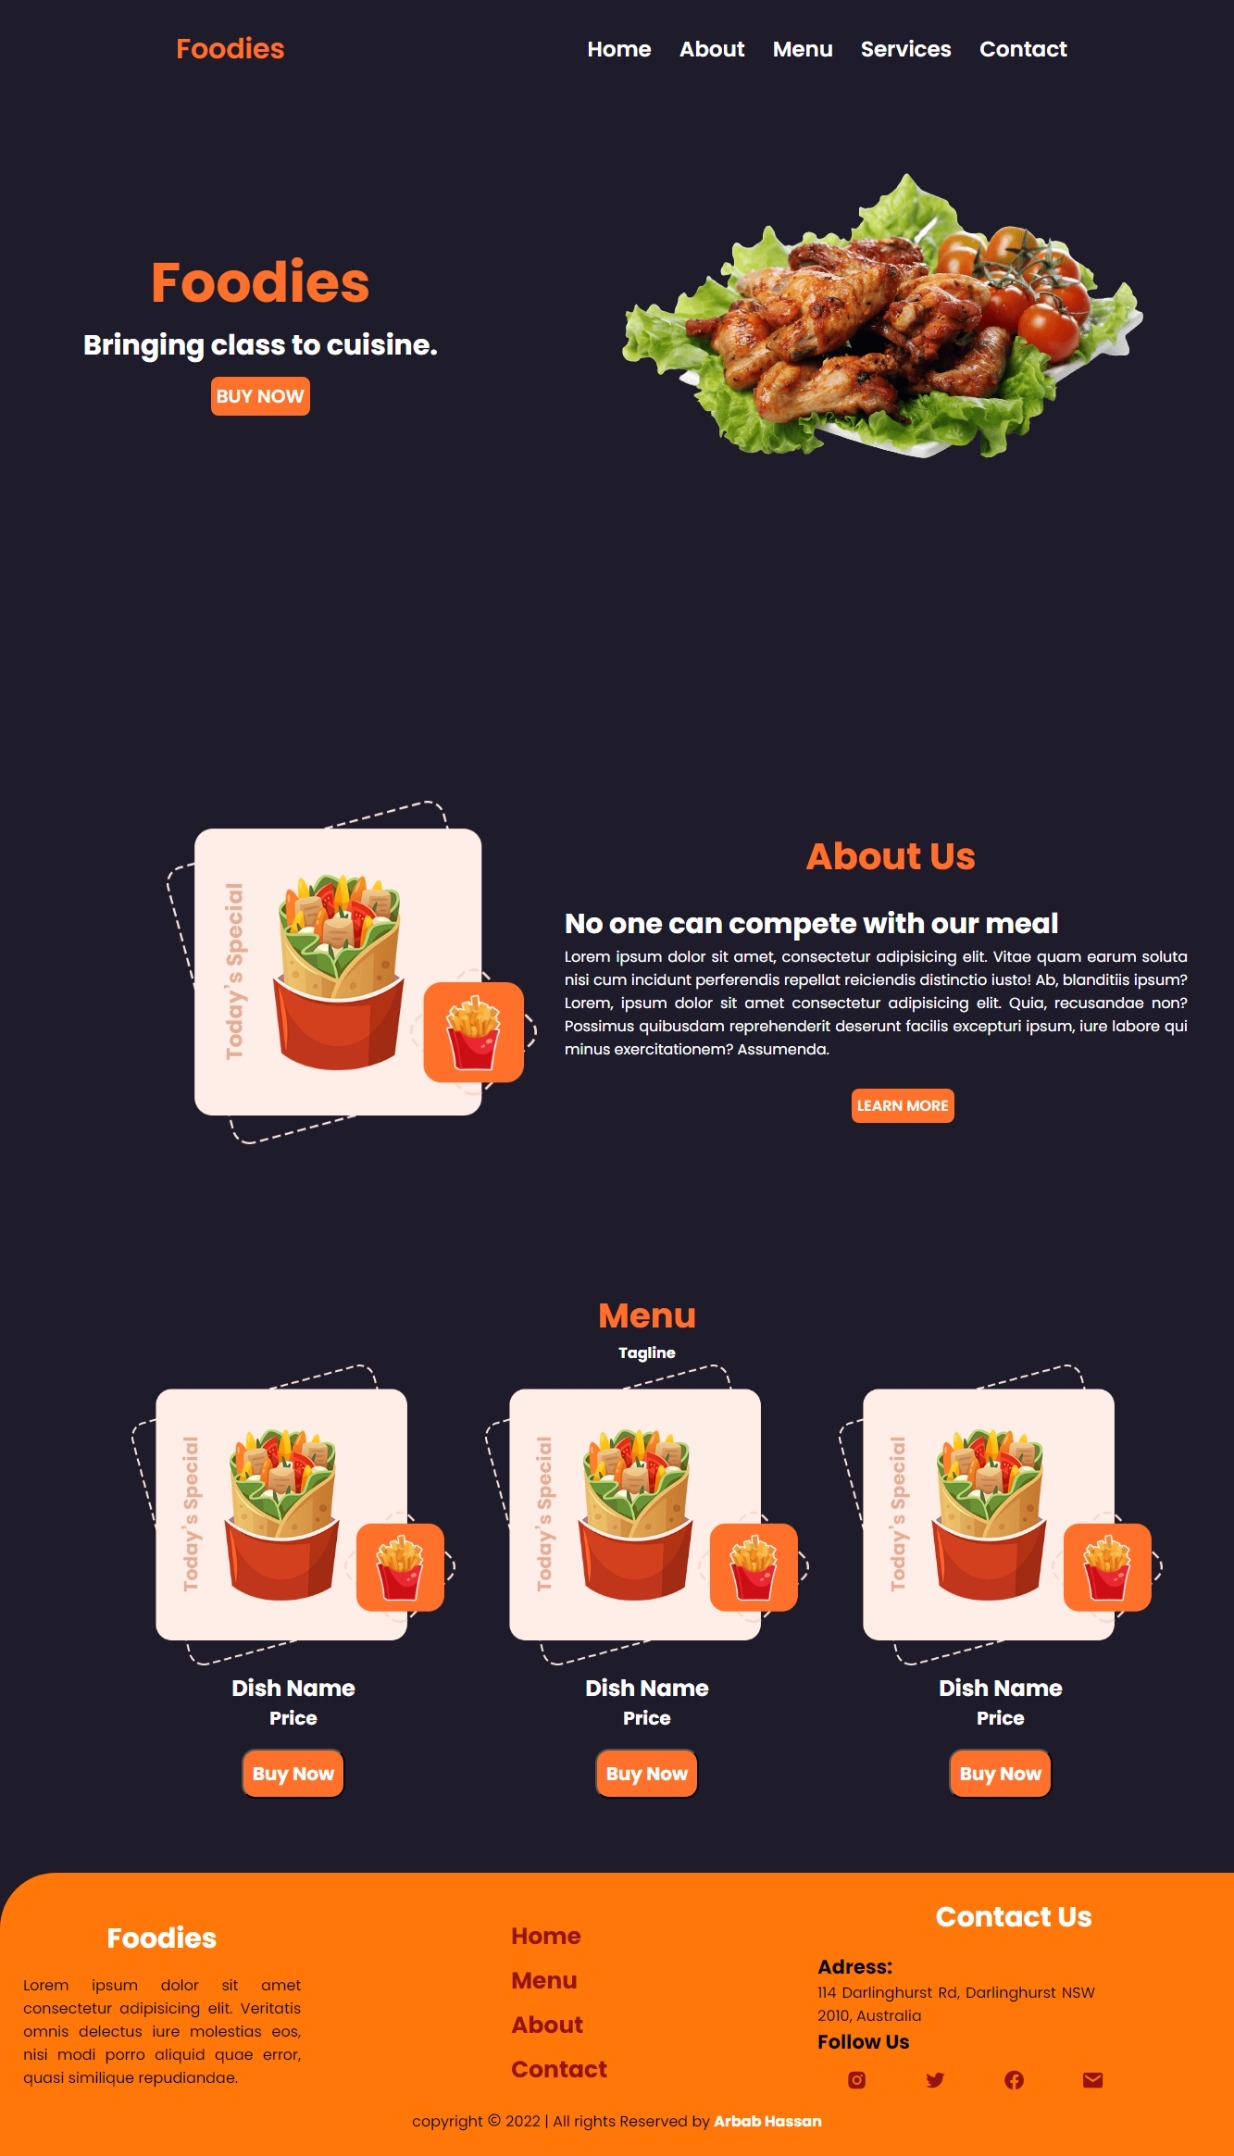 Foodies
Home About Menu Services Contact
Foodies
Bringing class to cuisine.
BUY NOW
Today's Special
About Us
No one can compete with our meal
Lorem ipsum dolor sit amet, consectetur adipisicing elit. Vitae quam earum soluta
nisi cum incidunt perferendis repellat reiciendis distinctio iusto! Ab, blanditiis ipsum?
Lorem, ipsum dolor sit amet consectetur adipisicing elit. Quia, recusandae non?
Possimus quibusdam reprehenderit deserunt facilis excepturi ipsum, iure labore qui
minus exercitationem? Assumenda.
LEARN MORE
Menu
Tagline
Today's Special
Today's Special
Today's Special
Dish Name
Price
Buy Now
Dish Name
Price
Buy Now
Dish Name
Price
Buy Now
Foodies
Lorem ipsum dolor sit amet
consectetur adipisicing elit. Veritatis
omnis delectus iure molestias eos,
nisi modi porro aliquid quae error,
quasi similique repudiandae.
Home
Menu
About
Contact
Contact Us
Adress:
114 Darlinghurst Rd, Darlinghurst NSW
2010, Australia
Follow Us
copyright © 2022 | All rights Reserved by Arbab Hassan